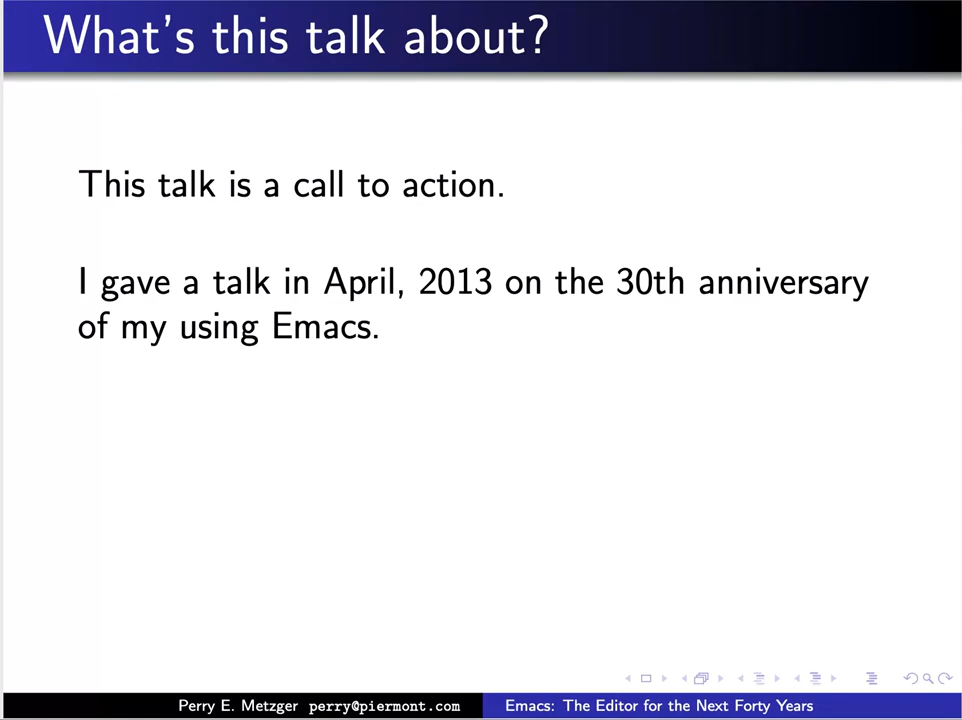 What's this talk about?
This talk is a call to action.
I gave a talk in April, 2013 on the 30th anniversary
of my using Emacs.
Perry E. Metzger perry@piermont.com
Emacs: The Editor for the Next Forty Years